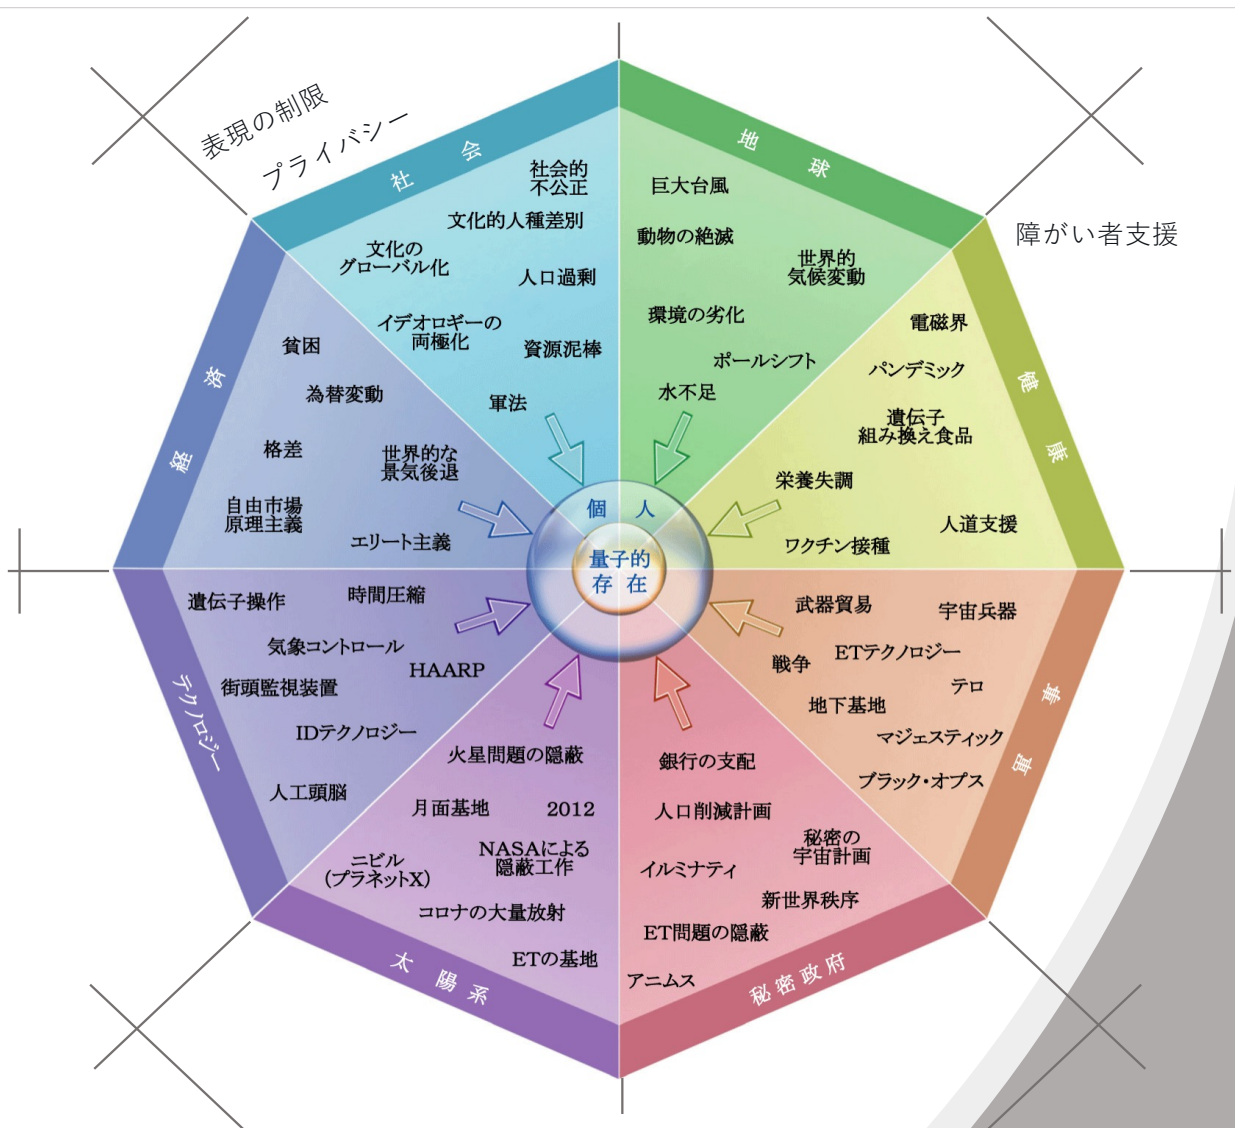 表現の制限
プライバシー
障がい者支援
社会
社会的
不公正
文化的人種差別
文化の
グローバル化
人口過剰
イデオロギーの
両極化
資源泥棒
軍法
地球
巨大台風
動物の絶滅
世界的
気候変動
環境の劣化
ポールシフト
水不足
健康
電磁界
パンデミック
遺伝子
組み換え食品
栄養失調
人道支援
ワクチン接種
経済
貧困
為替変動
格差
世界的な
景気後退
自由市場
原理主義
エリート主義
個人
量子的
存在
テクノロジー
遺伝子操作
時間圧縮
気象コントロール
HAARP
街頭監視装置
IDテクノロジー
人工頭脳
軍事
武器貿易
宇宙兵器
ETテクノロジー
戦争
テロ
地下基地
マジェスティック
ブラック・オプス
太陽系
火星問題の隠蔽
月面基地
2012
NASAによる
隠蔽工作
ニビル
(プラネットX)
コロナの大量放射
ETの基地
秘密政府
銀行の支配
人口削減計画
秘密の
宇宙計画
イルミナティ
新世界秩序
ET問題の隠蔽
アニムス